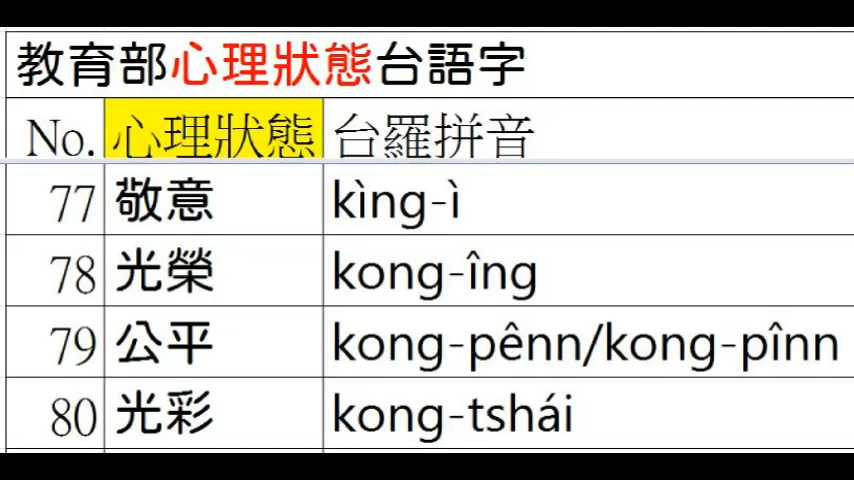 教育部心理狀態台語字
No. 心理狀態 台羅拼音
77 敬意 kìng-ì
78 光榮 kong-îng
79 公平 kong-pênn/kong-pînn
80 光彩 kong-tshái